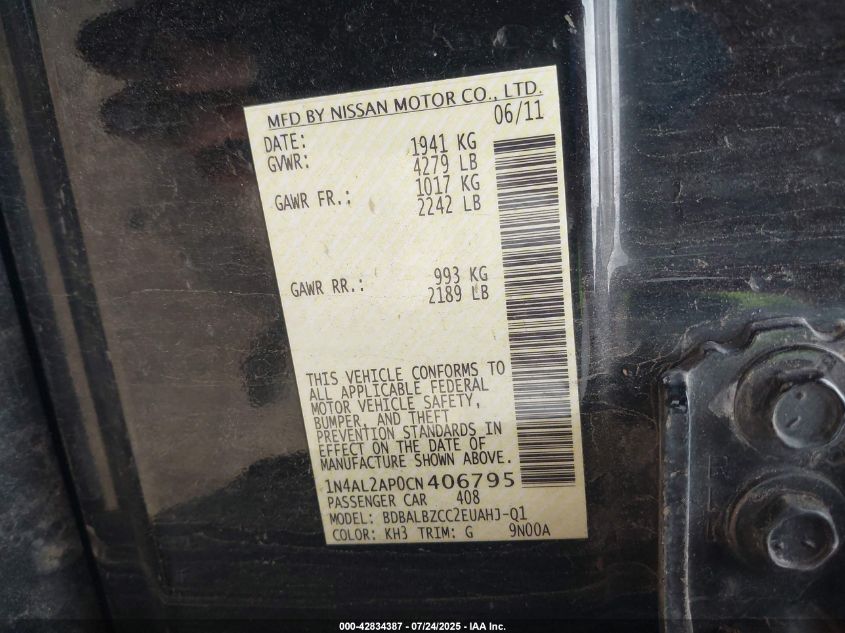 MFD BY NISSAN MOTOR CO., LTD.
DATE: 06/11
GVWR: 1941 KG
4279 LB
GAWR FR.: 1017 KG
2242 LB
GAWR RR.: 993 KG
2189 LB
THIS VEHICLE CONFORMS TO
ALL APPLICABLE FEDERAL
MOTOR VEHICLE SAFETY,
BUMPER, AND THEFT
PREVENTION STANDARDS IN
EFFECT ON THE DATE OF
MANUFACTURE SHOWN ABOVE.
1N4AL2AP0CN406795
PASSENGER CAR 408
MODEL: BDBALBZCC2EUAHJ-Q1
COLOR: KH3 TRIM: G 9N00A
000-42834387 - 07/24/2025 - IAA Inc.